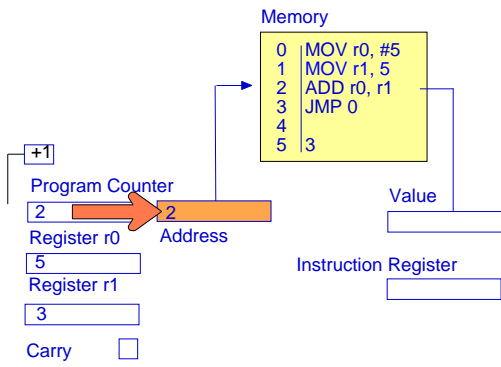 Memory
0 MOV r0, #5
1 MOV r1, 5
2 ADD r0, r1
3 JMP 0
4
5 3
+1
Program Counter
2
2
Address
Value
Register r0
5
Instruction Register
Register r1
3
Carry